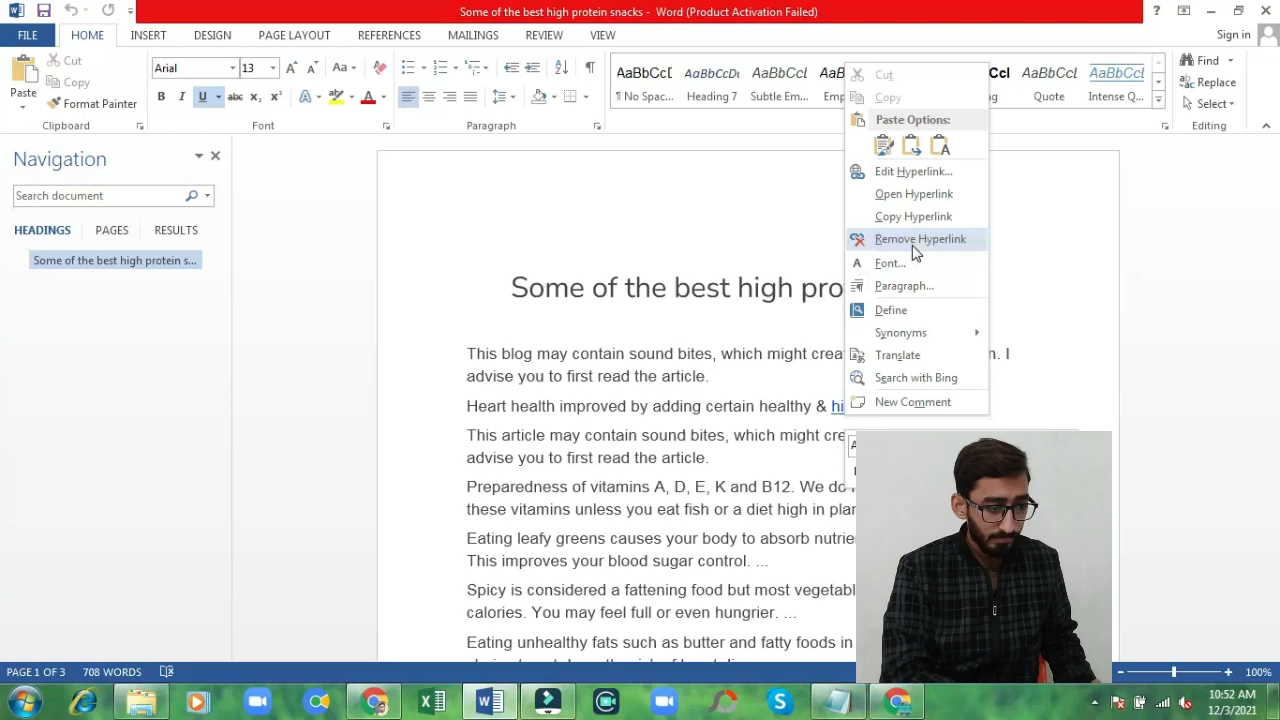 Some of the best high protein snacks - Word (Product Activation Failed)
FILE HOME INSERT DESIGN PAGE LAYOUT REFERENCES MAILINGS REVIEW VIEW Sign in
Cut
Copy
Format Painter
Paste
Clipboard
Arial 13
Font
Paragraph
AaBbCcI AaBbCcDc AaBbCcI AaBb
¶ No Spac... Heading 7 Subtle Em... Emp
Ccl AaBbCcI AaBbCcI
Quote Intense Q...
Find
Replace
Select
Editing
Navigation
Search document
HEADINGS PAGES RESULTS
Some of the best high protein s...
Cut
Copy
Paste Options:
Edit Hyperlink...
Open Hyperlink
Copy Hyperlink
Remove Hyperlink
Font...
Paragraph...
Define
Synonyms
Translate
Search with Bing
New Comment
Some of the best high pro
This blog may contain sound bites, which might crea n. I
advise you to first read the article.
Heart health improved by adding certain healthy & hi
This article may contain sound bites, which might cre
advise you to first read the article.
Preparedness of vitamins A, D, E, K and B12. We do
these vitamins unless you eat fish or a diet high in plan
Eating leafy greens causes your body to absorb nutrie
This improves your blood sugar control. ...
Spicy is considered a fattening food but most vegetabl
calories. You may feel full or even hungrier. ...
Eating unhealthy fats such as butter and fatty foods in
PAGE 1 OF 3 708 WORDS 100%
10:52 AM
12/3/2021